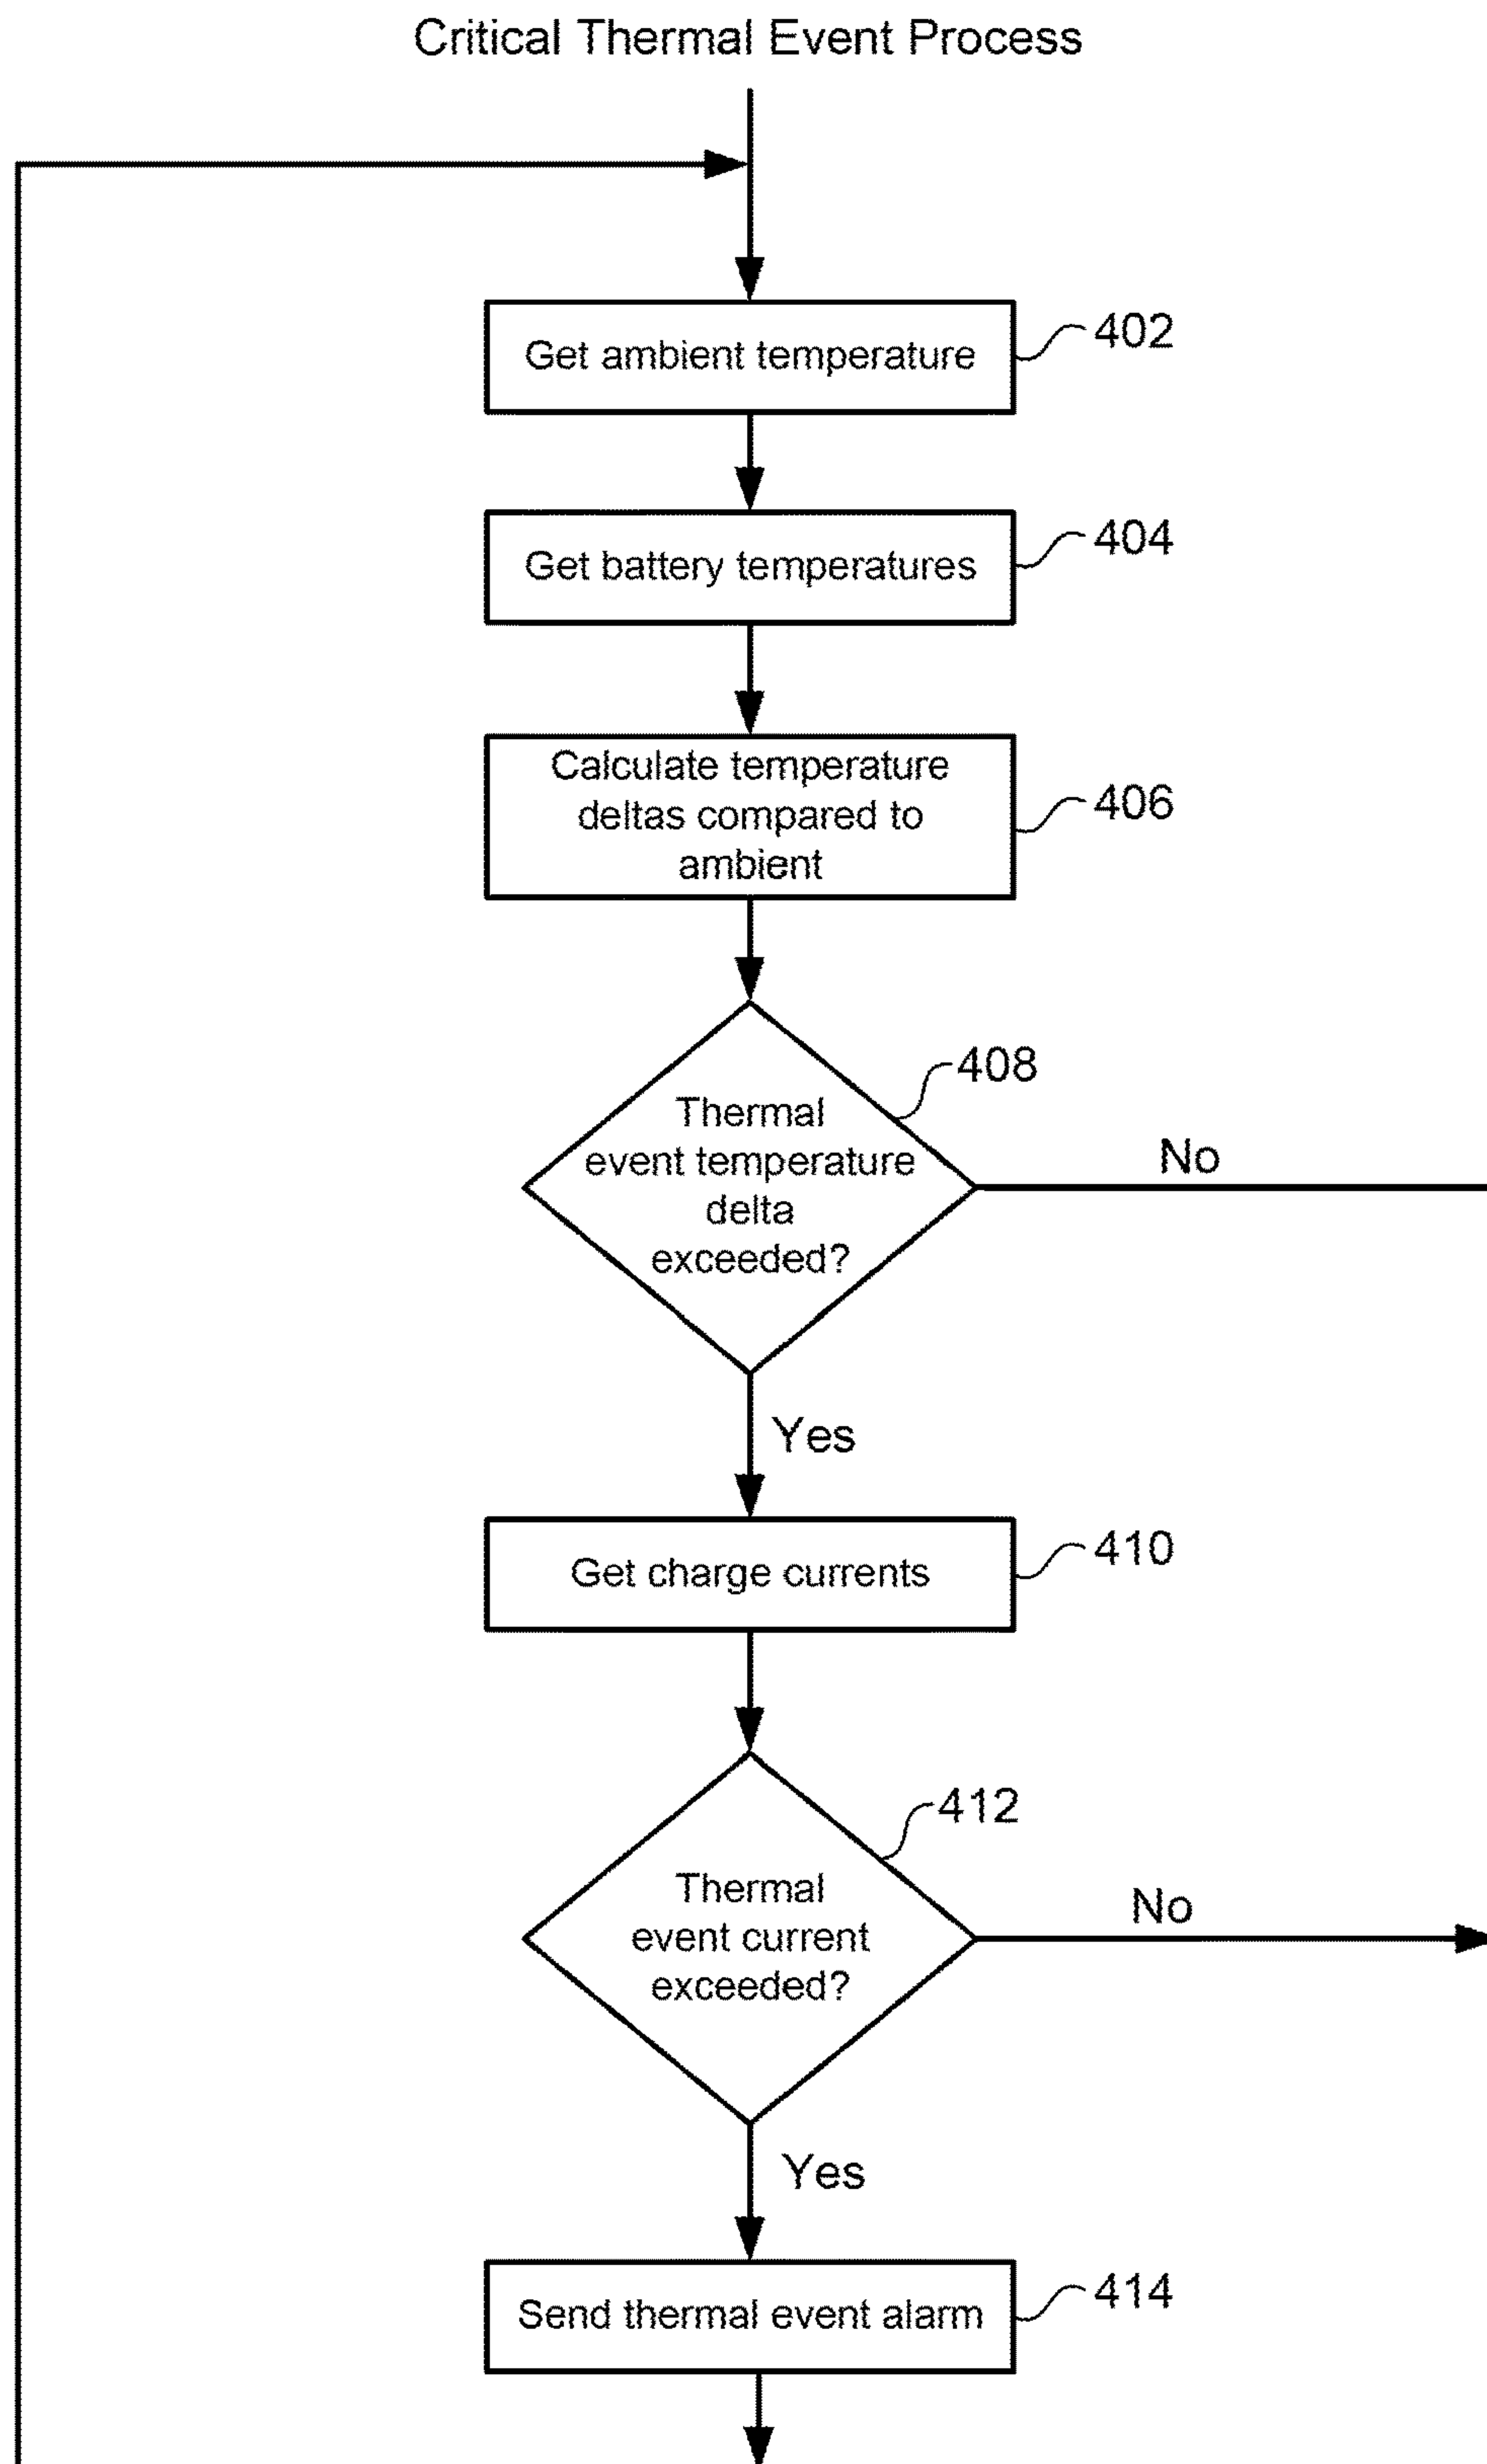 Critical Thermal Event Process
Get ambient temperature
402
Get battery temperatures
404
Calculate temperature
deltas compared to
ambient
406
408
Thermal
event temperature
delta
exceeded?
No
Yes
Get charge currents
410
412
Thermal
event current
exceeded?
No
Yes
Send thermal event alarm
414